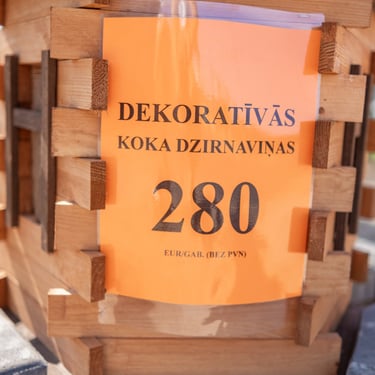 DEKORATĪVĀS
KOKA DZIRNAVIŅAS
280
EUR/GAB. (BEZ PVN)